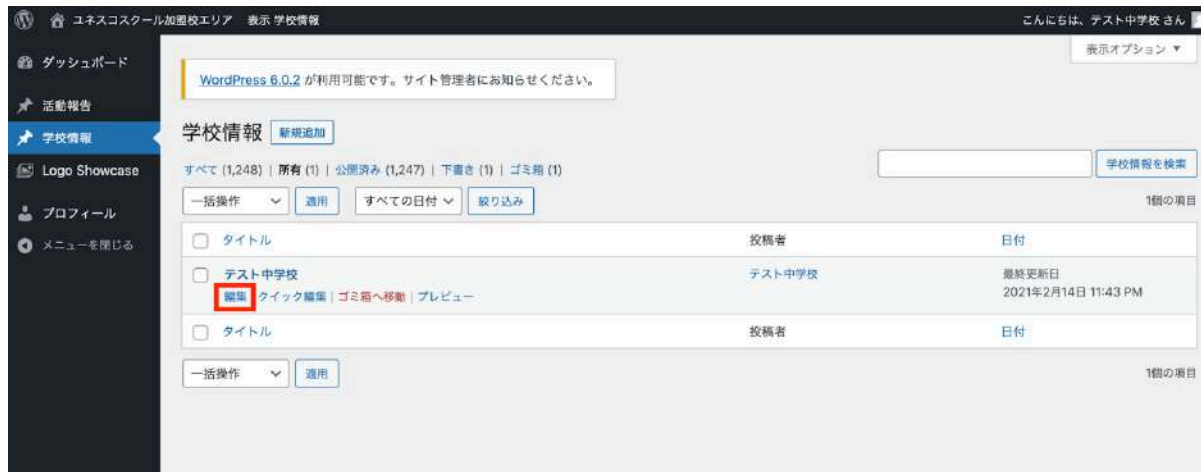 ユネスコスクール加盟校エリア 表示 学校情報 こんにちは、テスト中学校 さん
表示オプション ▼
ダッシュボード
活動報告
学校情報
Logo Showcase
プロフィール
メニューを閉じる
WordPress 6.0.2 が利用可能です。サイト管理者にお知らせください。
学校情報 新規追加
すべて (1,248) | 所有 (1) | 公開済み (1,247) | 下書き (1) | ゴミ箱 (1)
学校情報を検索
一括操作 適用 すべての日付 絞り込み 1個の項目
タイトル 投稿者 日付
テスト中学校 テスト中学校 最終更新日
編集 クイック編集 | ゴミ箱へ移動 | プレビュー 2021年2月14日 11:43 PM
タイトル 投稿者 日付
一括操作 適用 1個の項目